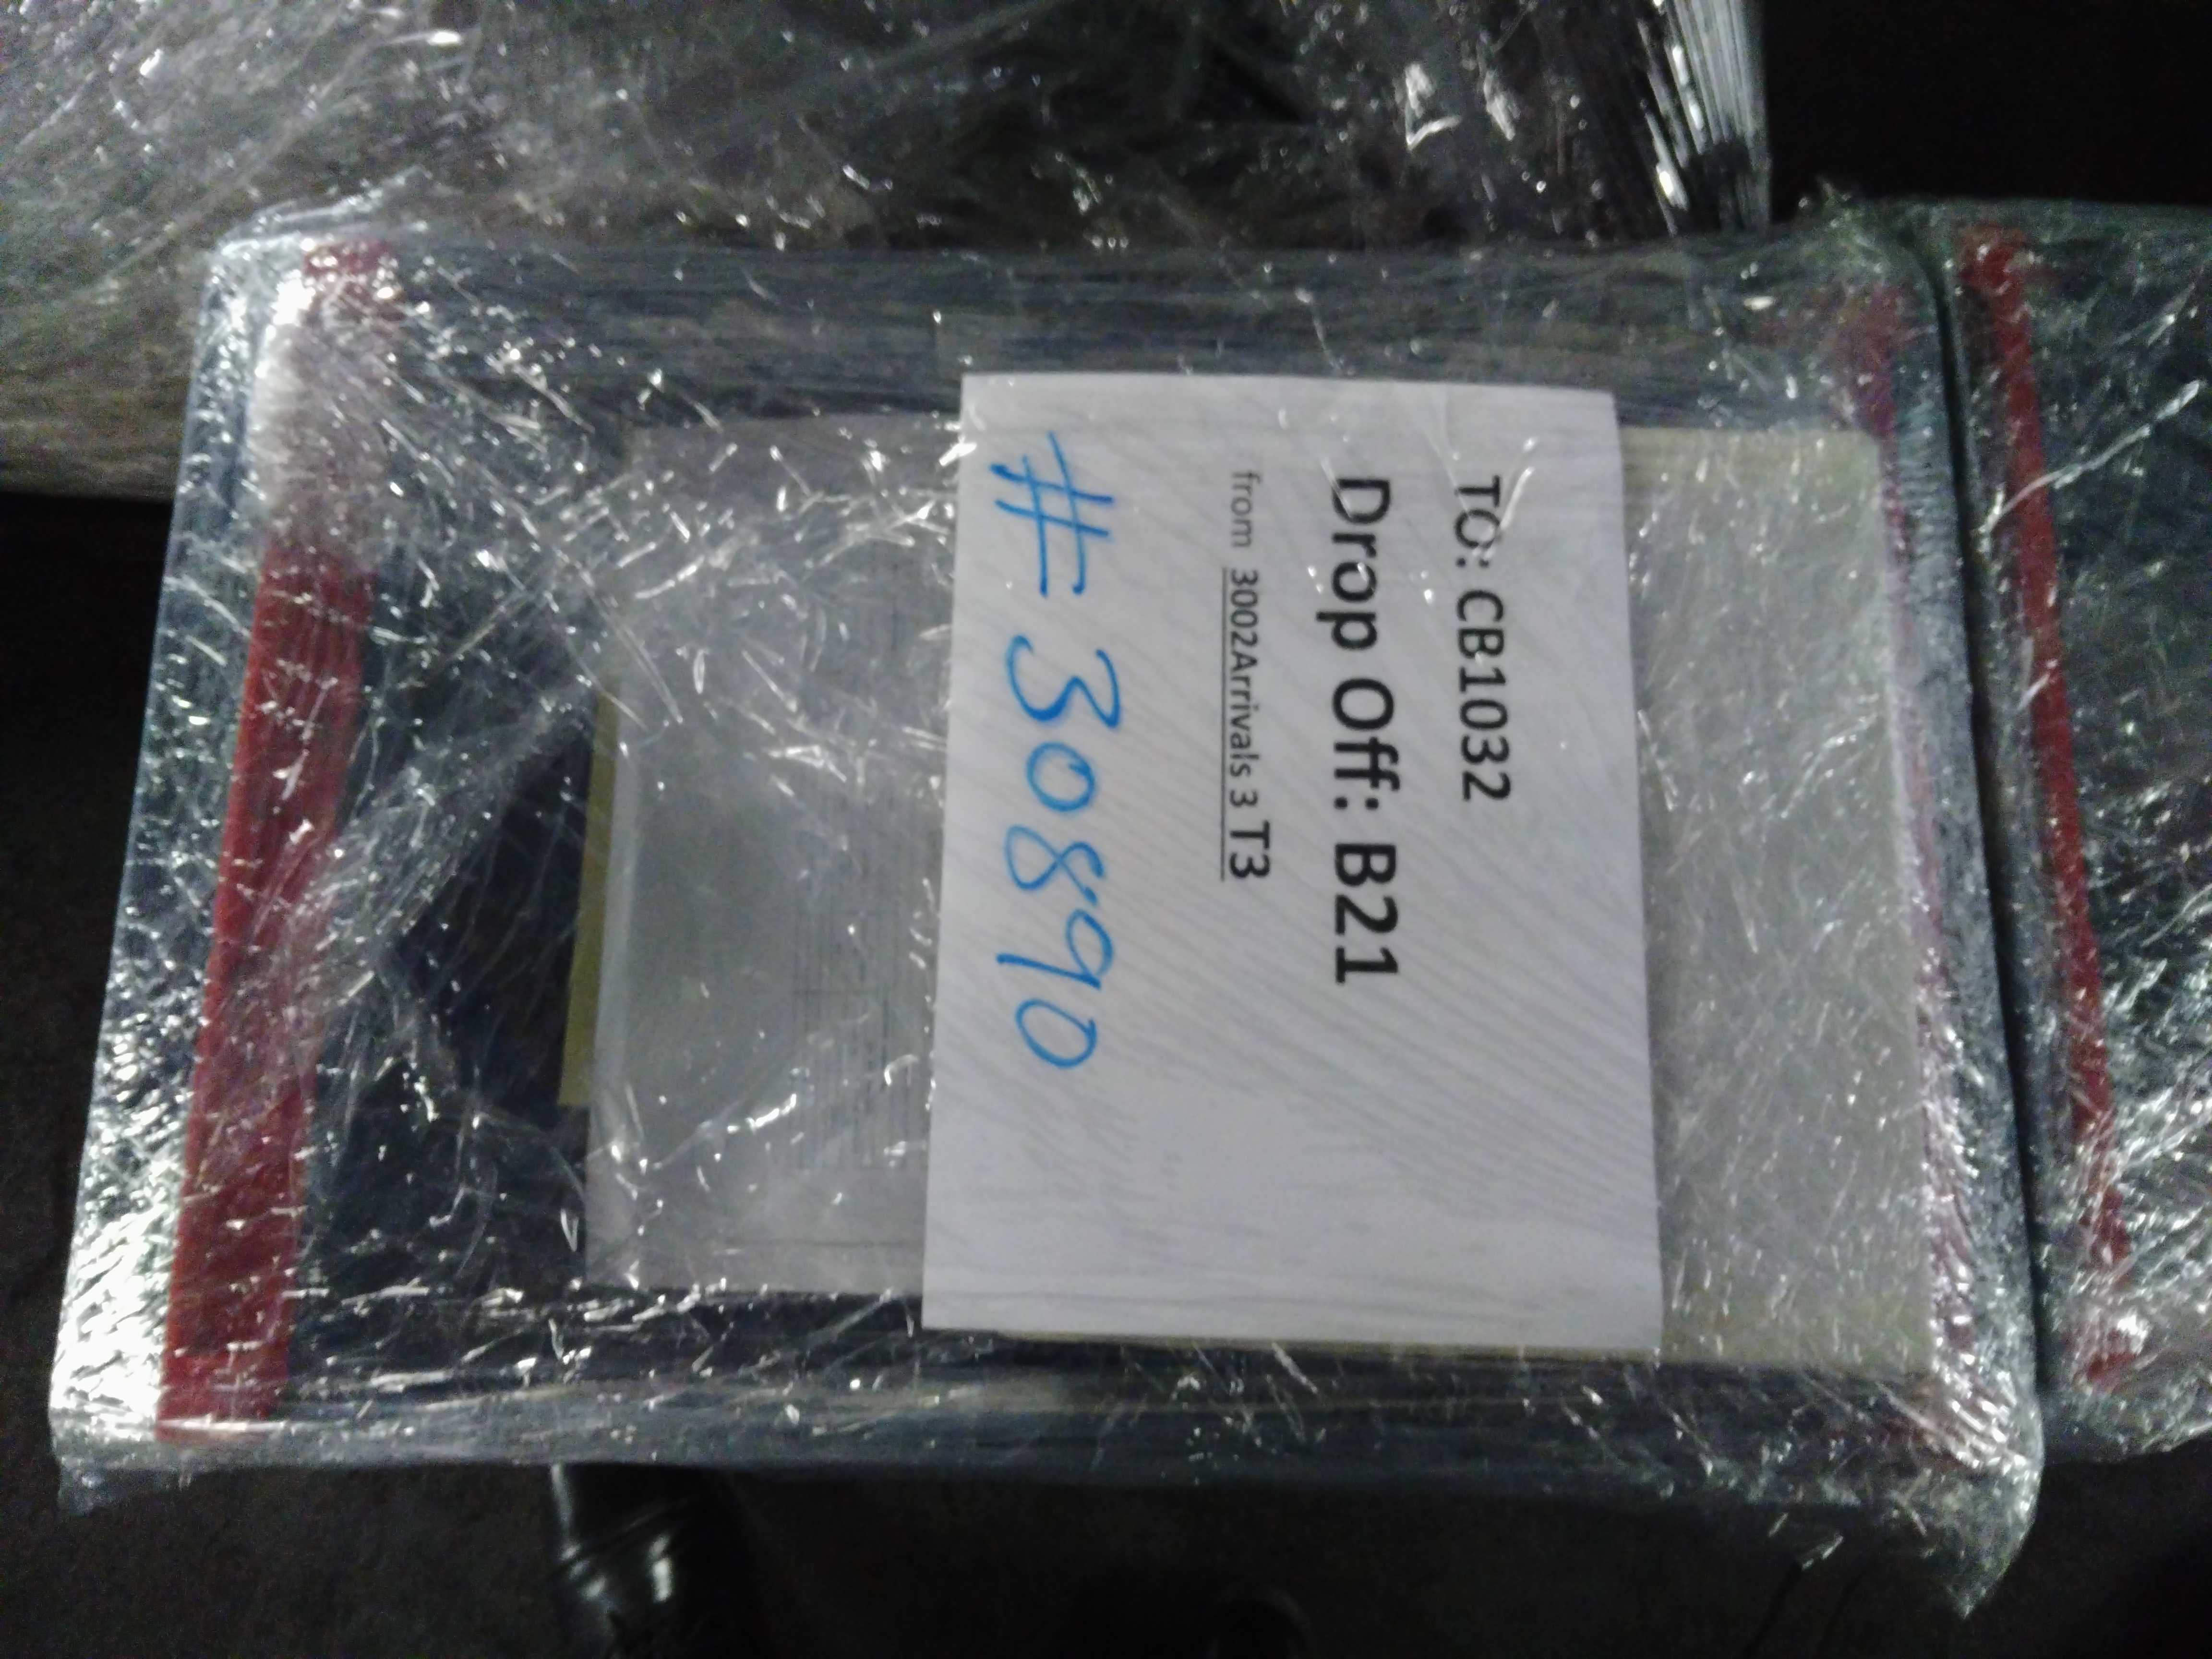 TO: CB1032
Drop Off: B21
from 3002Arrivals 3 T3
# 30890